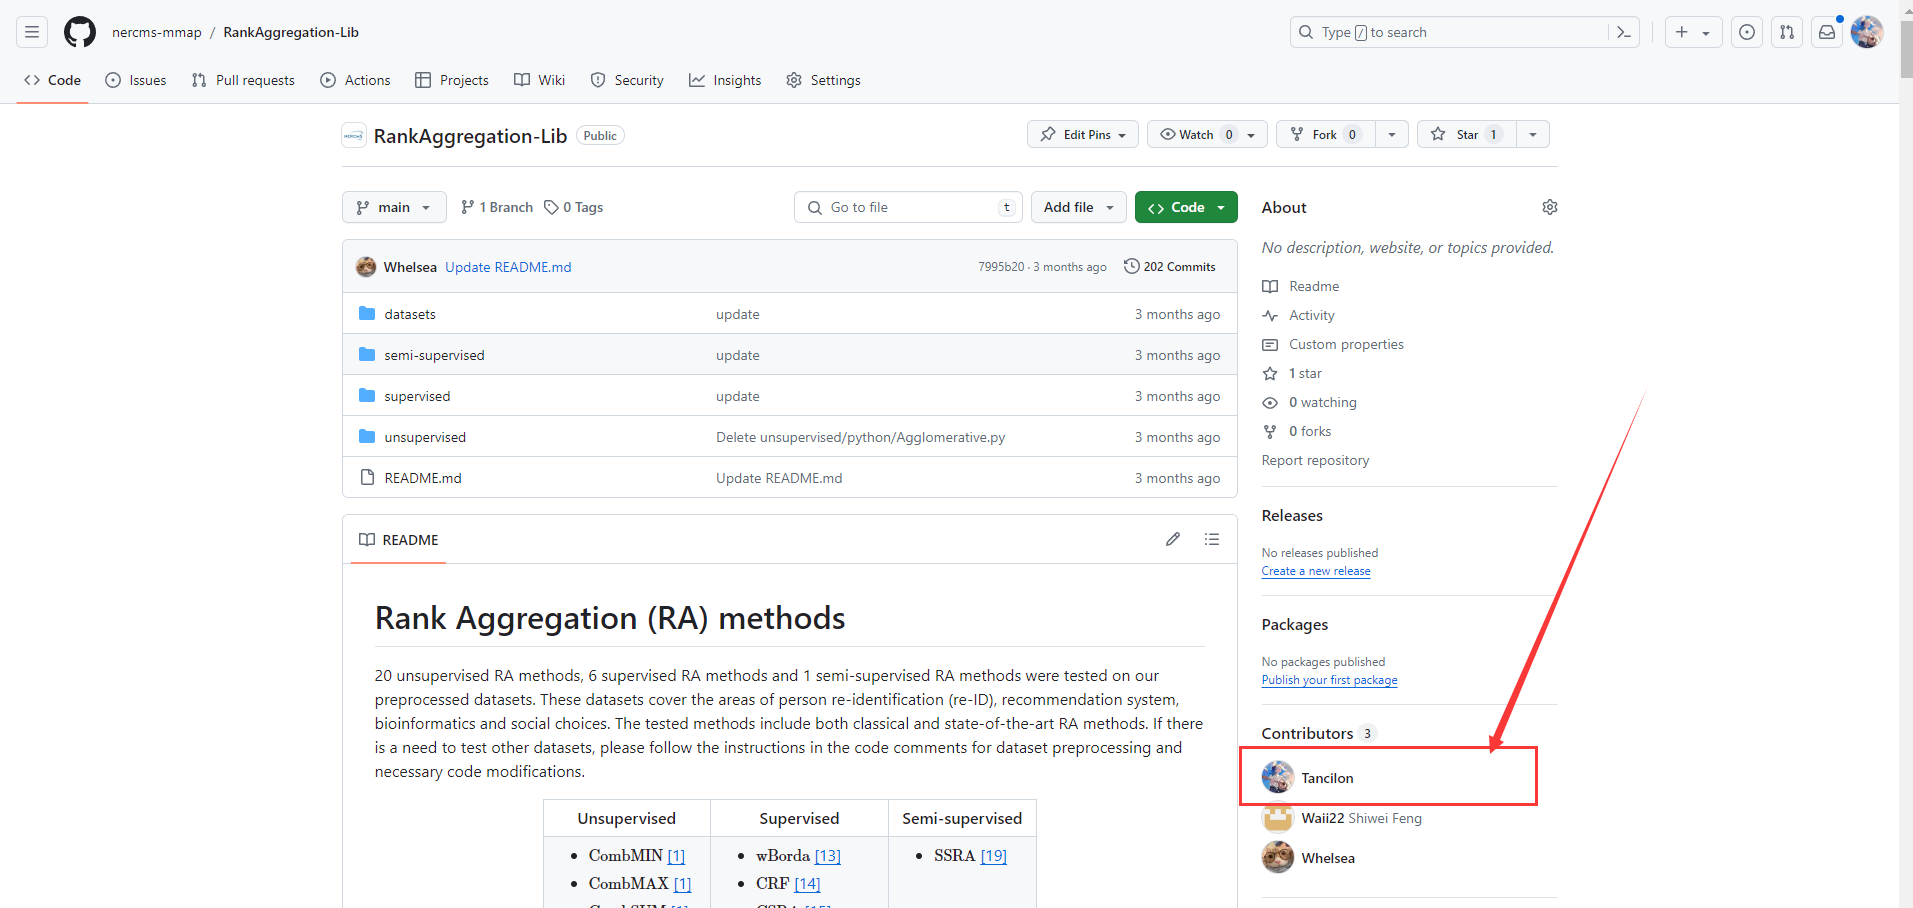 nercms-mmap / RankAggregation-Lib
Type / to search
Code Issues Pull requests Actions Projects Wiki Security Insights Settings
RankAggregation-Lib Public
Edit Pins Watch 0 Fork 0 Star 1
main 1 Branch 0 Tags Go to file t Add file Code
Whelsea Update README.md 7995b20 · 3 months ago 202 Commits
datasets update 3 months ago
semi-supervised update 3 months ago
supervised update 3 months ago
unsupervised Delete unsupervised/python/Agglomerative.py 3 months ago
README.md Update README.md 3 months ago
README
Rank Aggregation (RA) methods
20 unsupervised RA methods, 6 supervised RA methods and 1 semi-supervised RA methods were tested on our
preprocessed datasets. These datasets cover the areas of person re-identification (re-ID), recommendation system,
bioinformatics and social choices. The tested methods include both classical and state-of-the-art RA methods. If there
is a need to test other datasets, please follow the instructions in the code comments for dataset preprocessing and
necessary code modifications.
Unsupervised Supervised Semi-supervised
• CombMIN [1] • wBorda [13] • SSRA [19]
• CombMAX [1] • CRF [14]
About
No description, website, or topics provided.
Readme
Activity
Custom properties
1 star
0 watching
0 forks
Report repository
Releases
No releases published
Create a new release
Packages
No packages published
Publish your first package
Contributors 3
Tancilon
Waii22 Shiwei Feng
Whelsea